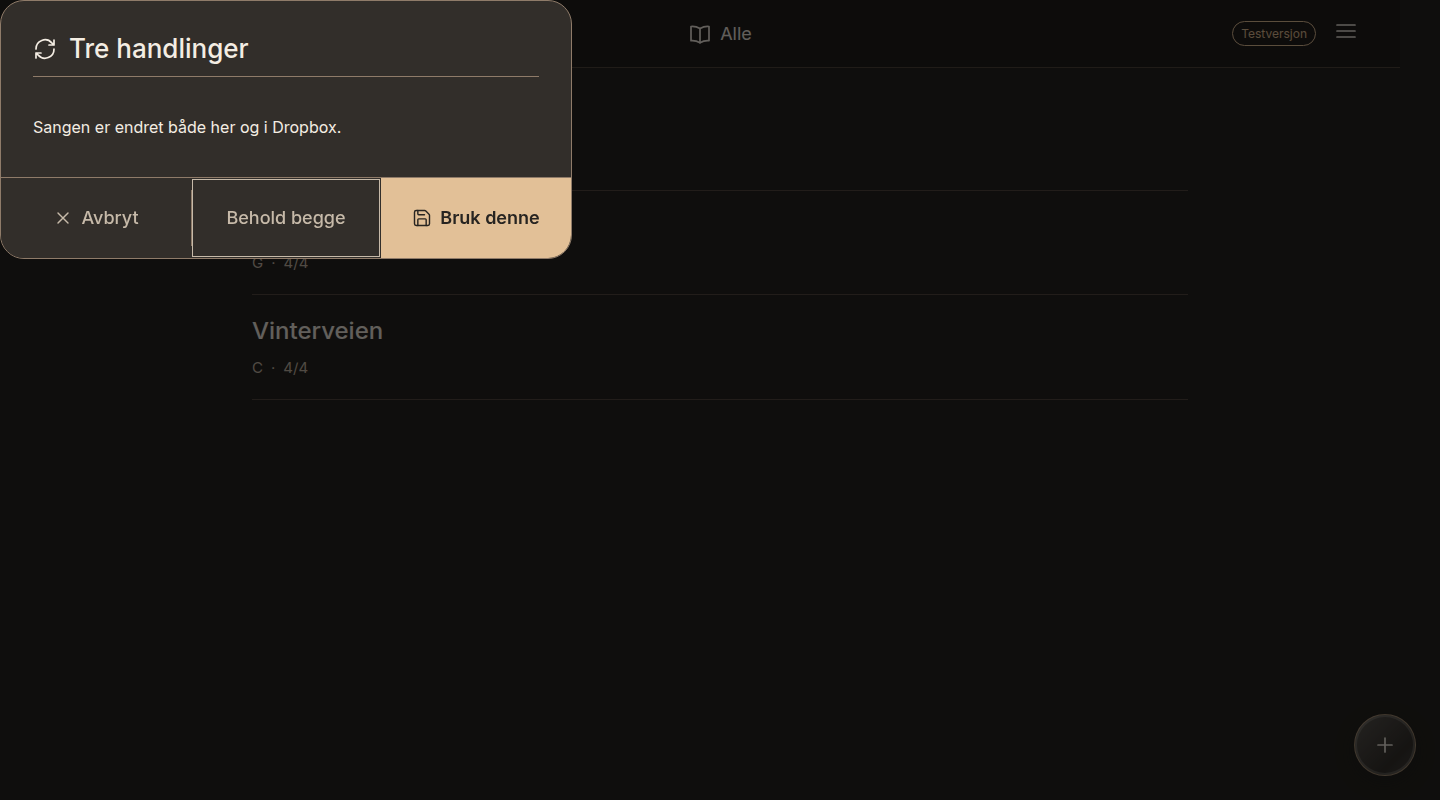 Tre handlinger
Alle
Testversjon
Sangen er endret både her og i Dropbox.
Avbryt
Behold begge
Bruk denne
G · 4/4
Vinterveien
C · 4/4